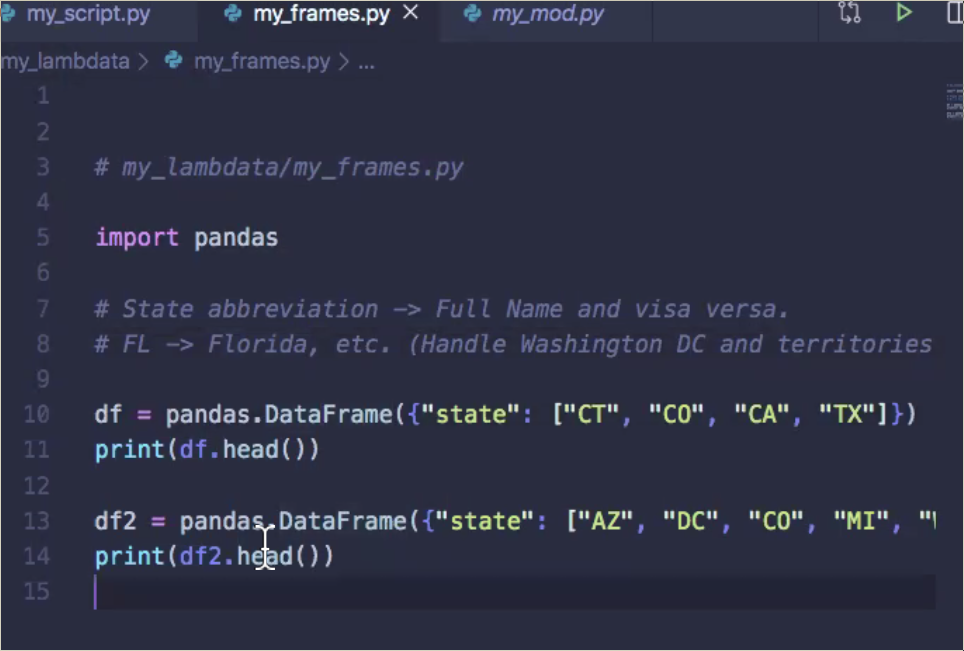 my_script.py my_frames.py my_mod.py
my_lambdata > my_frames.py > ...
1
2
3 # my_lambdata/my_frames.py
4
5 import pandas
6
7 # State abbreviation -> Full Name and visa versa.
8 # FL -> Florida, etc. (Handle Washington DC and territories
9
10 df = pandas.DataFrame({"state": ["CT", "CO", "CA", "TX"]})
11 print(df.head())
12
13 df2 = pandas.DataFrame({"state": ["AZ", "DC", "CO", "MI", "
14 print(df2.head())
15